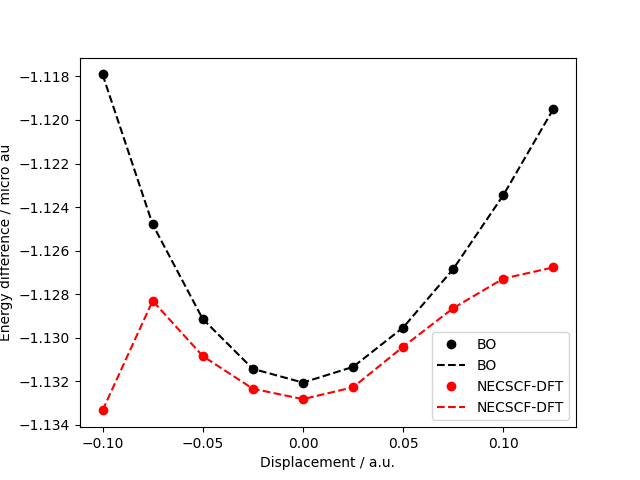 −1.118
−1.120
−1.122
−1.124
−1.126
−1.128
−1.130
−1.132
−1.134
Energy difference / micro au
−0.10
−0.05
0.00
0.05
0.10
Displacement / a.u.
BO
BO
NECSCF-DFT
NECSCF-DFT